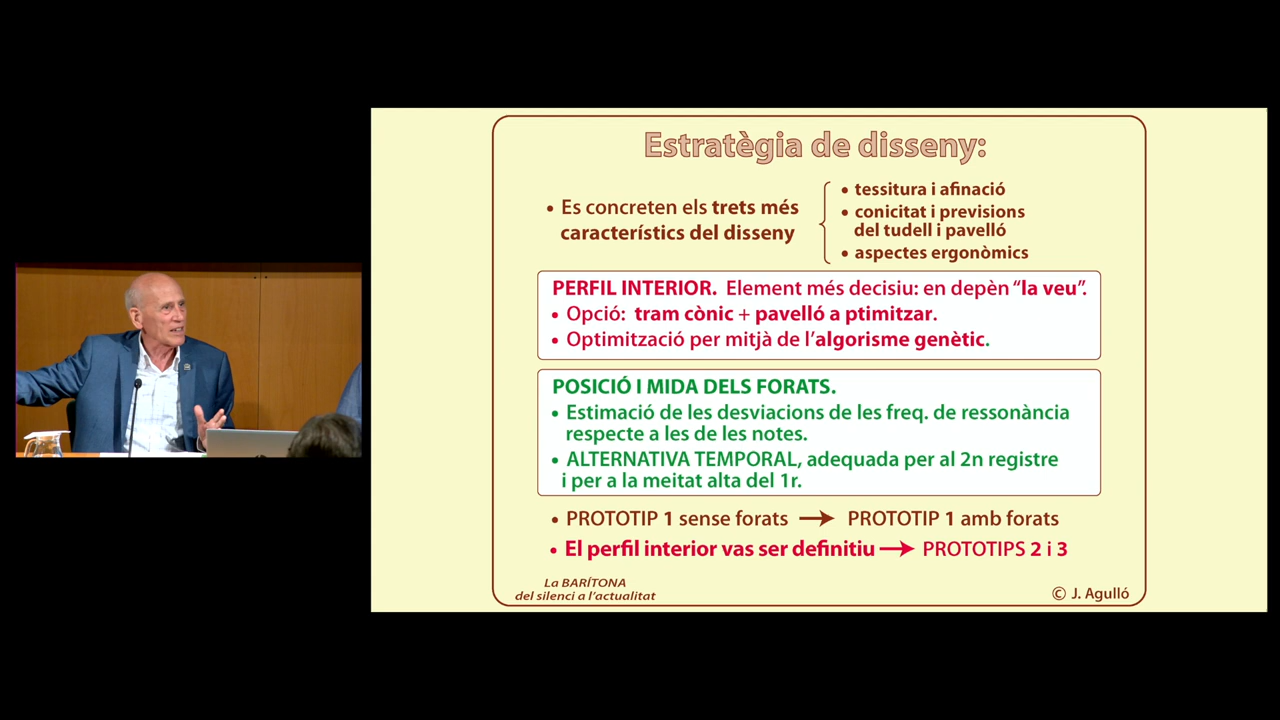 Estratègia de disseny:
• Es concreten els trets més
característics del disseny
• tessitura i afinació
• conicitat i previsions
del tudell i pavelló
• aspectes ergonòmics
PERFIL INTERIOR. Element més decisiu: en depèn “la veu”.
• Opció: tram cònic + pavelló a ptimitzar.
• Optimització per mitjà de l’algorisme genètic.
POSICIÓ I MIDA DELS FORATS.
• Estimació de les desviacions de les freq. de ressonància
respecte a les de les notes.
• ALTERNATIVA TEMPORAL, adequada per al 2n registre
i per a la meitat alta del 1r.
• PROTOTIP 1 sense forats → PROTOTIP 1 amb forats
• El perfil interior vas ser definitiu → PROTOTIPS 2 i 3
La BARÍTONA
del silenci a l’actualitat
© J. Agulló